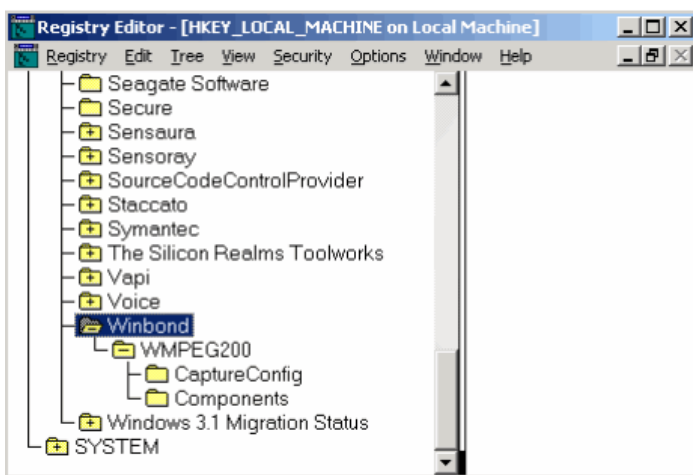 Registry Editor - [HKEY_LOCAL_MACHINE on Local Machine]
Registry Edit Tree View Security Options Window Help
Seagate Software
Secure
Sensaura
Sensoray
SourceCodeControlProvider
Staccato
Symantec
The Silicon Realms Toolworks
Vapi
Voice
Winbond
WMPEG200
CaptureConfig
Components
Windows 3.1 Migration Status
SYSTEM